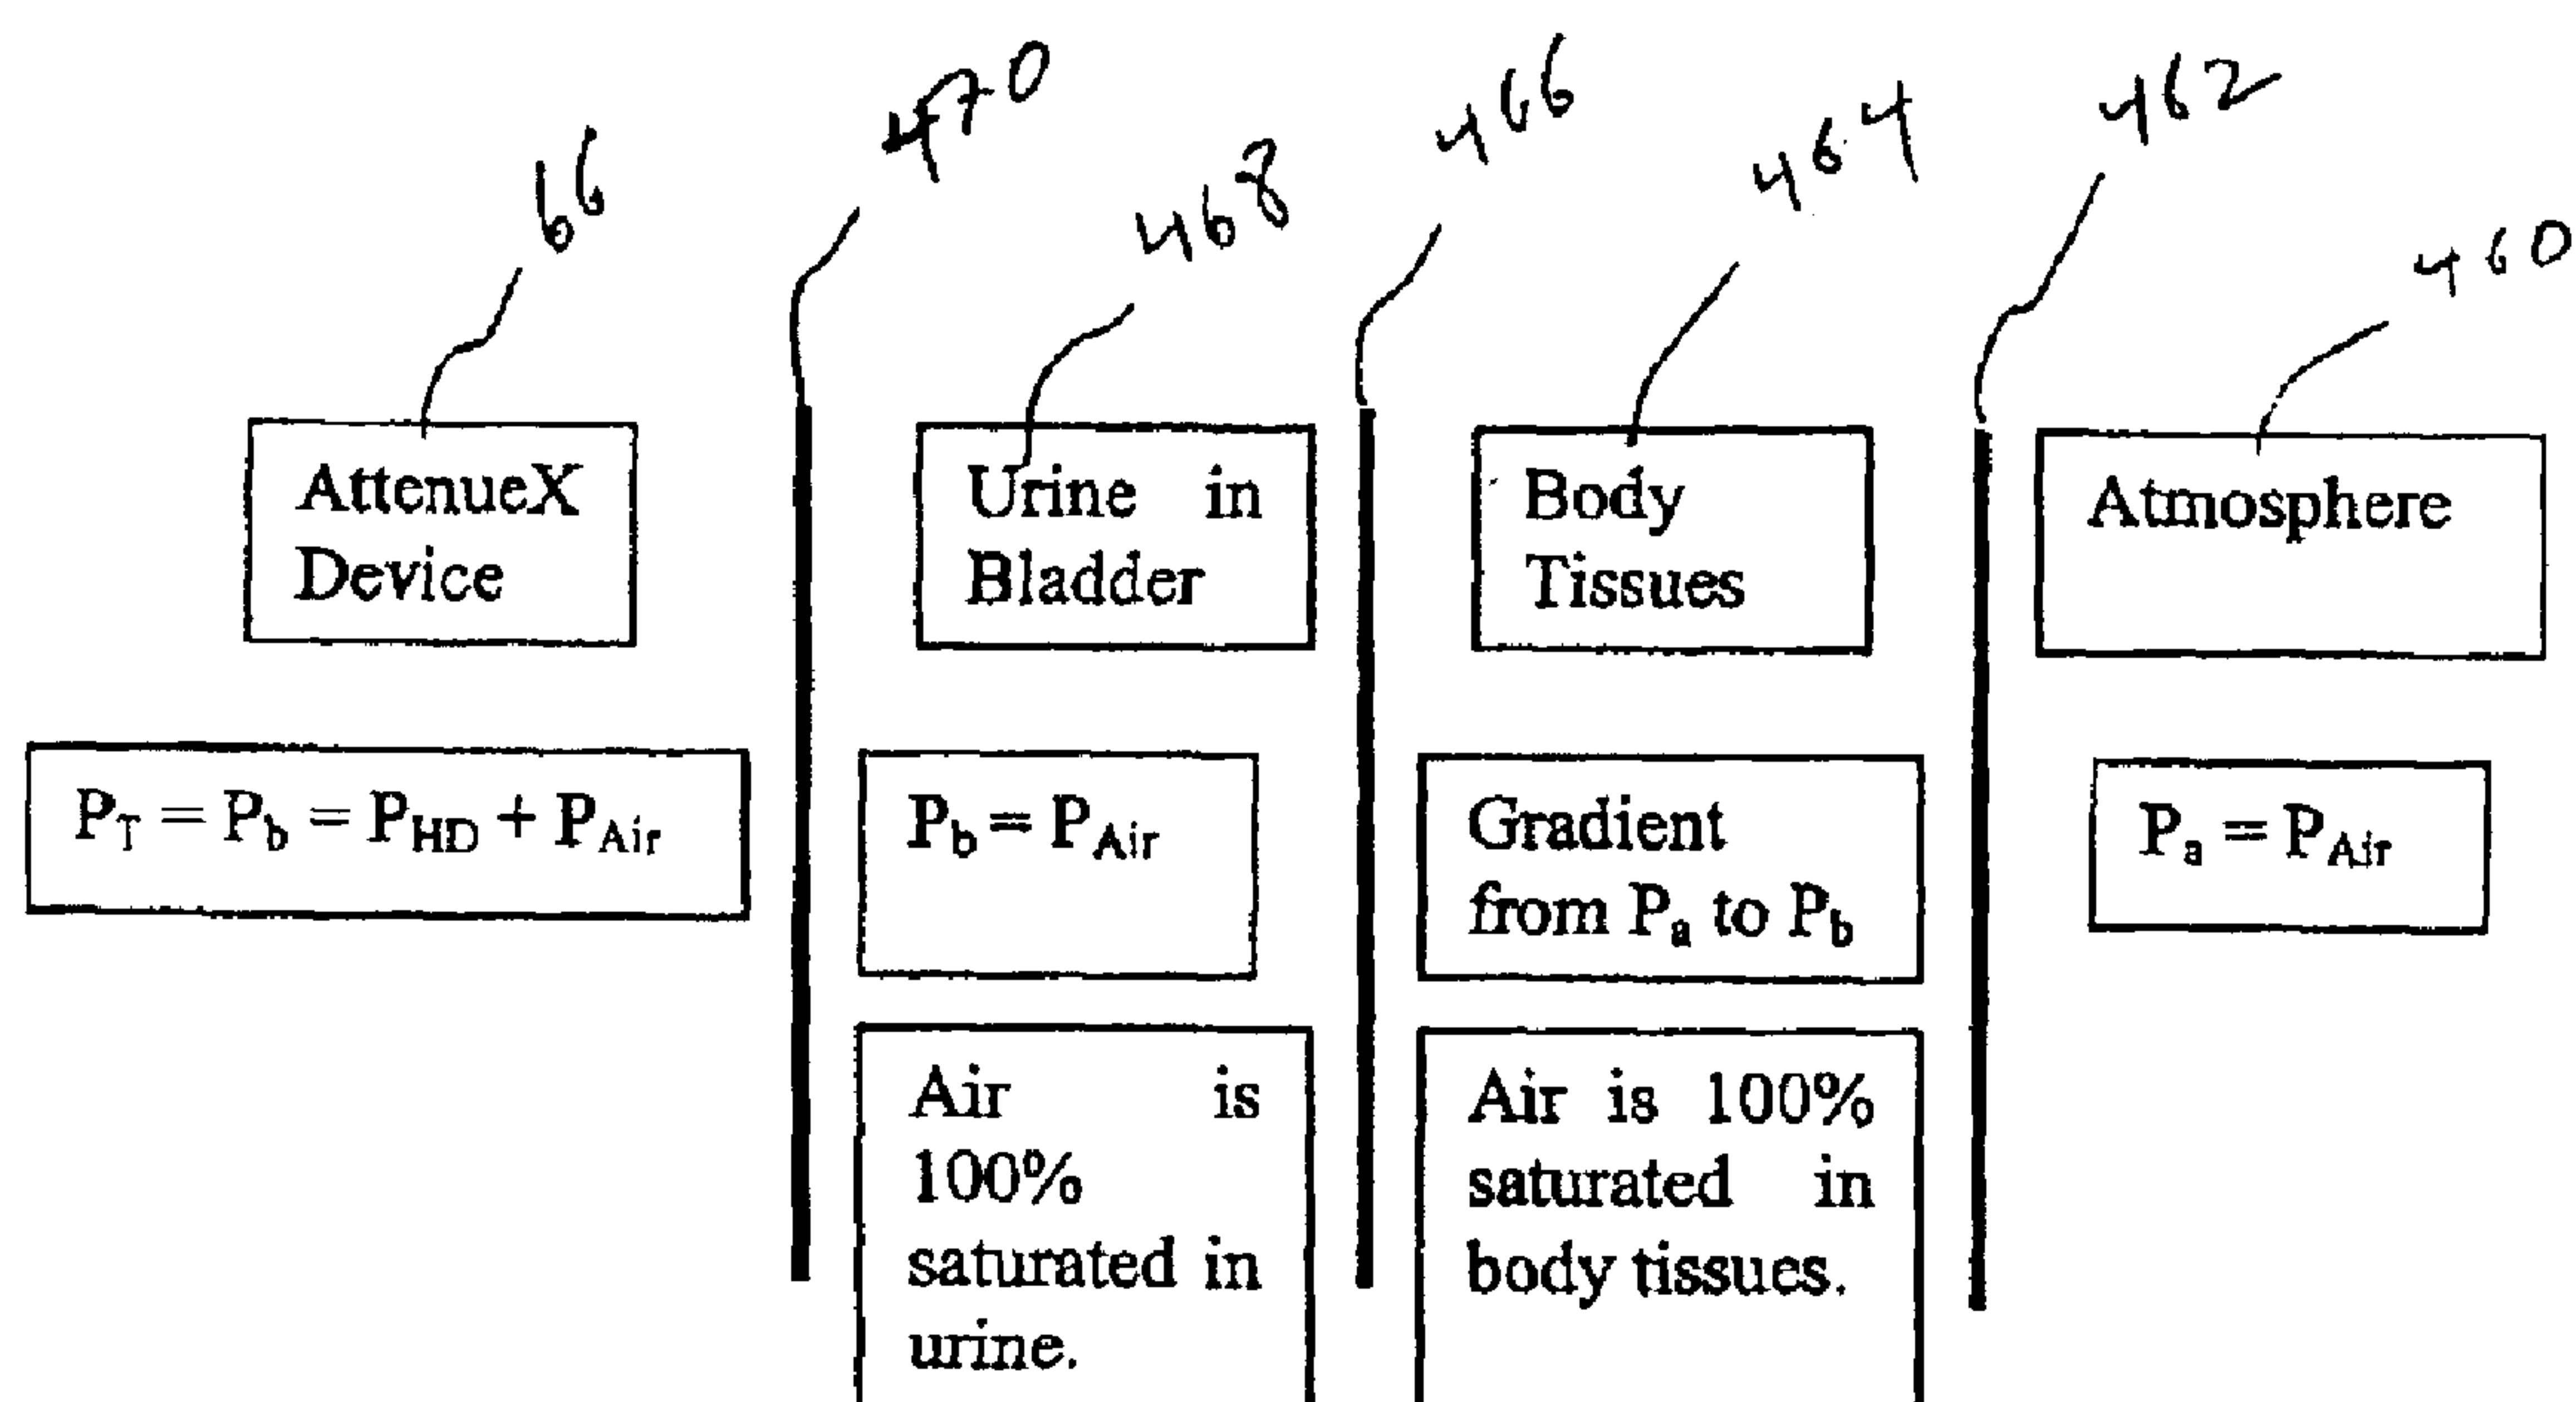 66
470
468
466
464
462
460
AttenueX
Device
Urine in
Bladder
Body
Tissues
Atmosphere
P_T = P_b = P_HD + P_Air
P_b = P_Air
Gradient
from P_a to P_b
P_a = P_Air
Air is
100%
saturated in
urine.
Air is 100%
saturated in
body tissues.